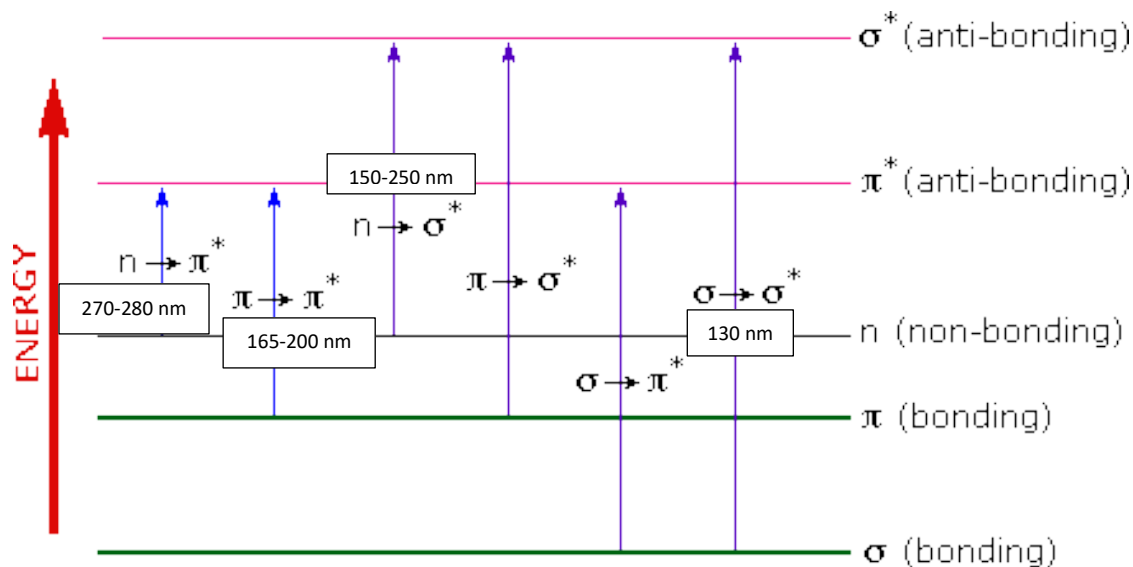 σ* (anti-bonding)
150-250 nm
π* (anti-bonding)
n → σ*
n → π*
π → σ*
270-280 nm
π → π*
σ → σ*
165-200 nm
130 nm
n (non-bonding)
σ → π*
π (bonding)
σ (bonding)
ENERGY